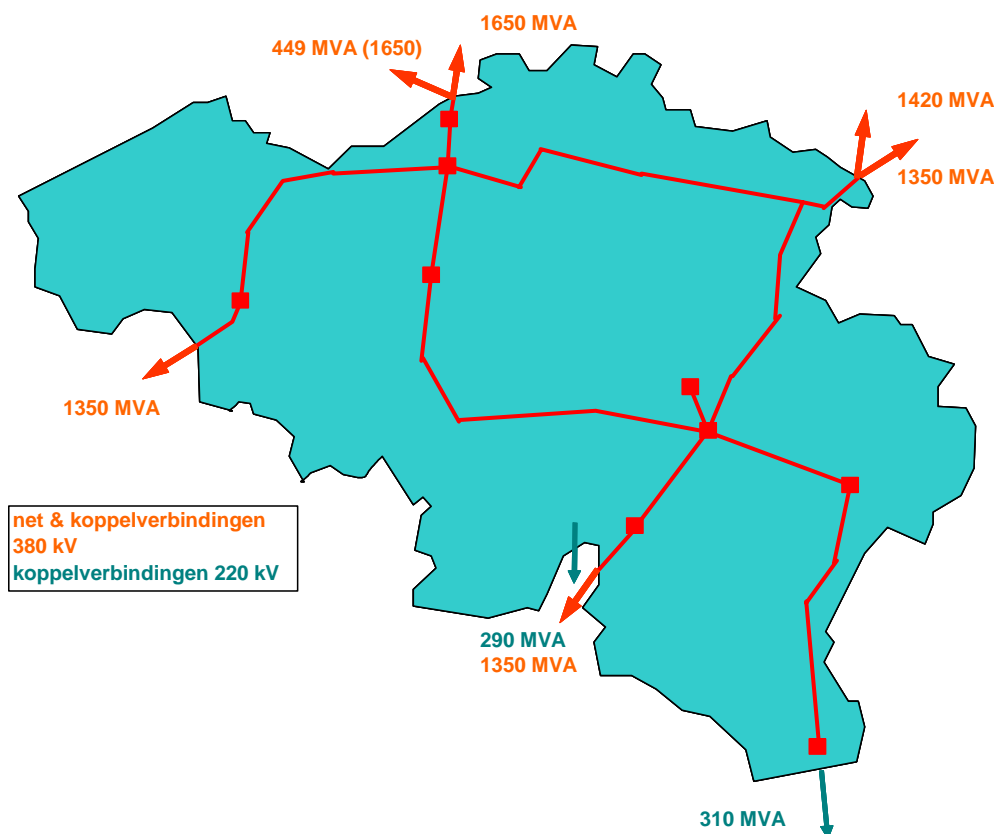 1650 MVA
449 MVA (1650)
1420 MVA
1350 MVA
1350 MVA
net & koppelverbindingen
380 kV
koppelverbindingen 220 kV
290 MVA
1350 MVA
310 MVA